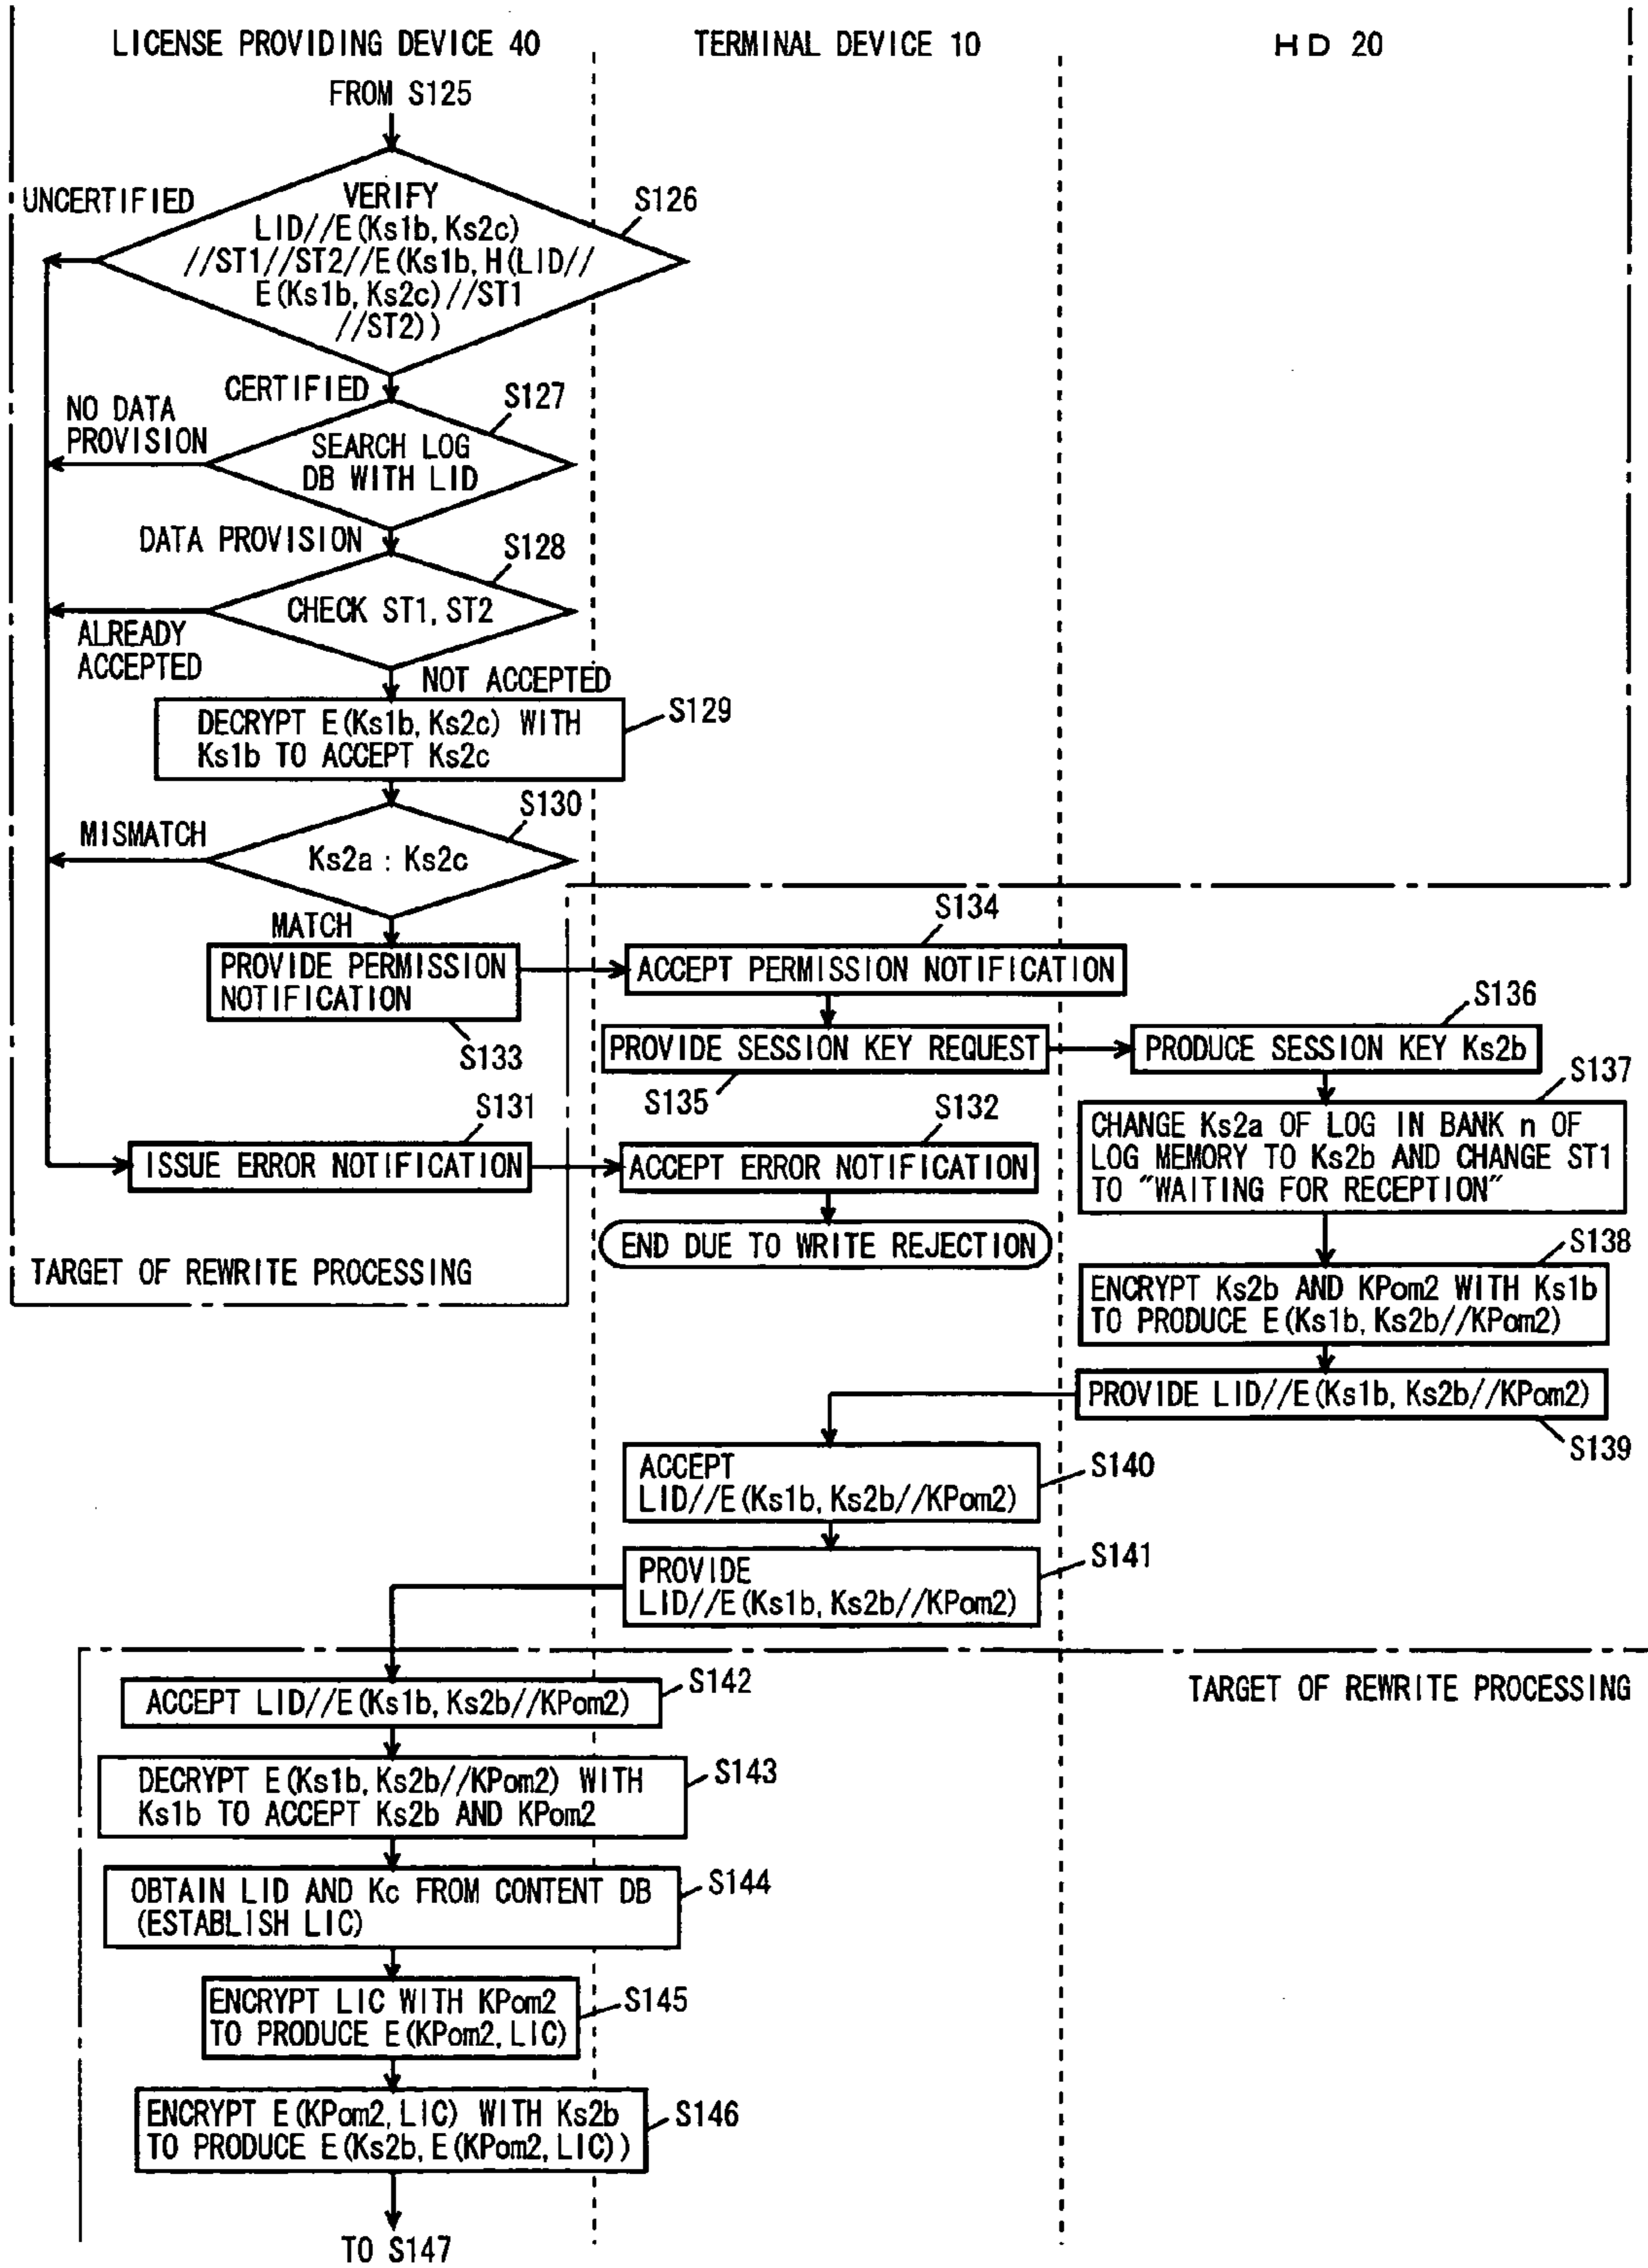 LICENSE PROVIDING DEVICE 40
TERMINAL DEVICE 10
HD 20
FROM S125
UNCERTIFIED
VERIFY
LID//E(Ks1b, Ks2c)
//ST1//ST2//E(Ks1b, H(LID//
E(Ks1b, Ks2c)//ST1
//ST2))
S126
CERTIFIED
NO DATA
PROVISION
S127
SEARCH LOG
DB WITH LID
DATA PROVISION
S128
CHECK ST1, ST2
ALREADY
ACCEPTED
NOT ACCEPTED
DECRYPT E(Ks1b, Ks2c) WITH
Ks1b TO ACCEPT Ks2c
S129
S130
MISMATCH
Ks2a : Ks2c
MATCH
PROVIDE PERMISSION
NOTIFICATION
S133
S134
ACCEPT PERMISSION NOTIFICATION
PROVIDE SESSION KEY REQUEST
S135
S136
PRODUCE SESSION KEY Ks2b
S137
CHANGE Ks2a OF LOG IN BANK n OF
LOG MEMORY TO Ks2b AND CHANGE ST1
TO "WAITING FOR RECEPTION"
S131
ISSUE ERROR NOTIFICATION
S132
ACCEPT ERROR NOTIFICATION
END DUE TO WRITE REJECTION
TARGET OF REWRITE PROCESSING
S138
ENCRYPT Ks2b AND KPom2 WITH Ks1b
TO PRODUCE E(Ks1b, Ks2b//KPom2)
PROVIDE LID//E(Ks1b, Ks2b//KPom2)
S139
ACCEPT
LID//E(Ks1b, Ks2b//KPom2)
S140
PROVIDE
LID//E(Ks1b, Ks2b//KPom2)
S141
TARGET OF REWRITE PROCESSING
ACCEPT LID//E(Ks1b, Ks2b//KPom2)
S142
DECRYPT E(Ks1b, Ks2b//KPom2) WITH
Ks1b TO ACCEPT Ks2b AND KPom2
S143
OBTAIN LID AND Kc FROM CONTENT DB
(ESTABLISH LIC)
S144
ENCRYPT LIC WITH KPom2
TO PRODUCE E(KPom2, LIC)
S145
ENCRYPT E(KPom2, LIC) WITH Ks2b
TO PRODUCE E(Ks2b, E(KPom2, LIC))
S146
TO S147